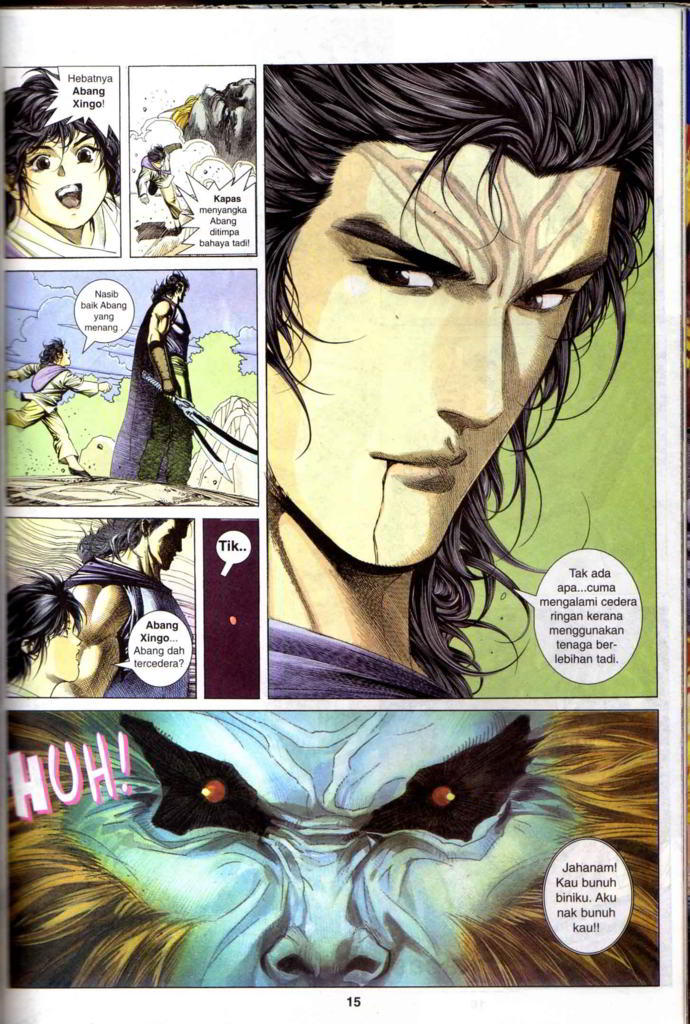 Hebatnya
Abang
Xingo!
Kapas
menyangka
Abang
ditimpa
bahaya tadi!
Nasib
baik Abang
yang
menang .
Abang
Xingo...
Abang dah
tercedera?
Tik..
Tak ada
apa...cuma
mengalami cedera
ringan kerana
menggunakan
tenaga ber-
lebihan tadi.
HUH!
Jahanam!
Kau bunuh
biniku. Aku
nak bunuh
kau!!
15